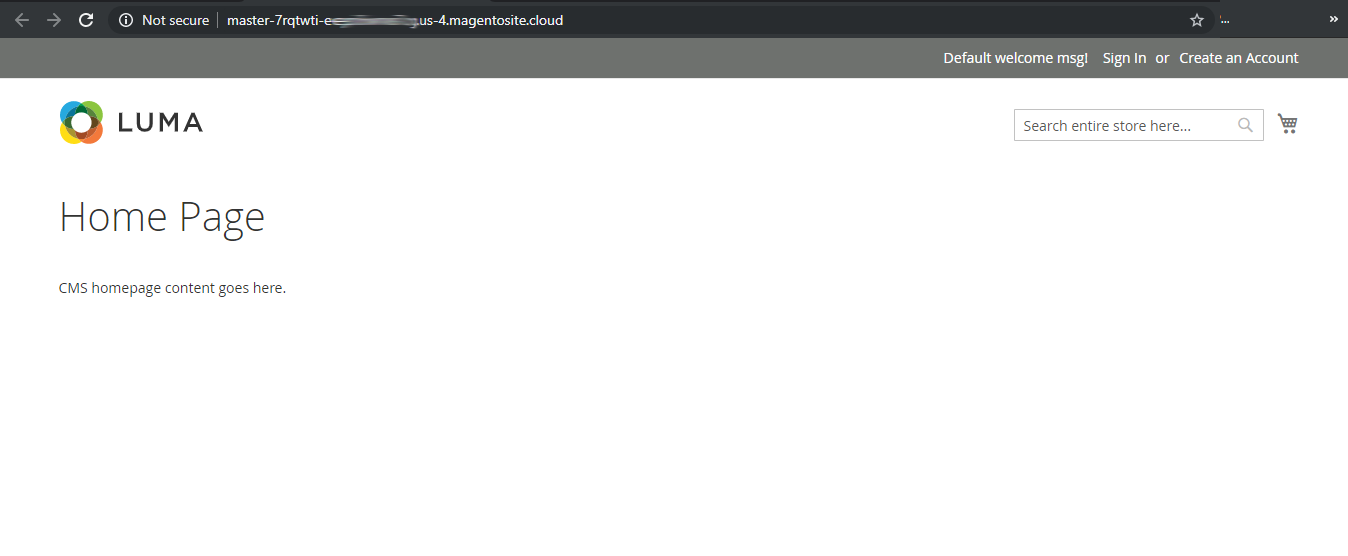 Not secure master-7rqtwti-e .us-4.magentosite.cloud ... »
Default welcome msg! Sign In or Create an Account
LUMA
Search entire store here...
Home Page
CMS homepage content goes here.